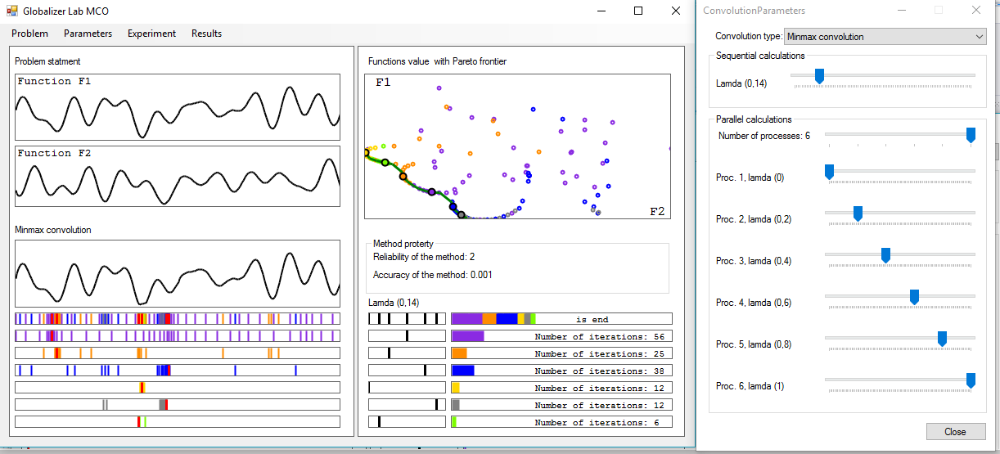 Globalizer Lab MCO
Problem Parameters Experiment Results
Problem statment
Function F1
Function F2
Minmax convolution
Functions value with Pareto frontier
F1
F2
Method proterty
Reliability of the method: 2
Accuracy of the method: 0.001
Lamda (0,14)
is end
Number of iterations: 56
Number of iterations: 25
Number of iterations: 38
Number of iterations: 12
Number of iterations: 12
Number of iterations: 6
ConvolutionParameters
Convolution type: Minmax convolution
Sequential calculations
Lamda (0,14)
Parallel calculations
Number of processes: 6
Proc. 1, lamda (0)
Proc. 2, lamda (0,2)
Proc. 3, lamda (0,4)
Proc. 4, lamda (0,6)
Proc. 5, lamda (0,8)
Proc. 6, lamda (1)
Close